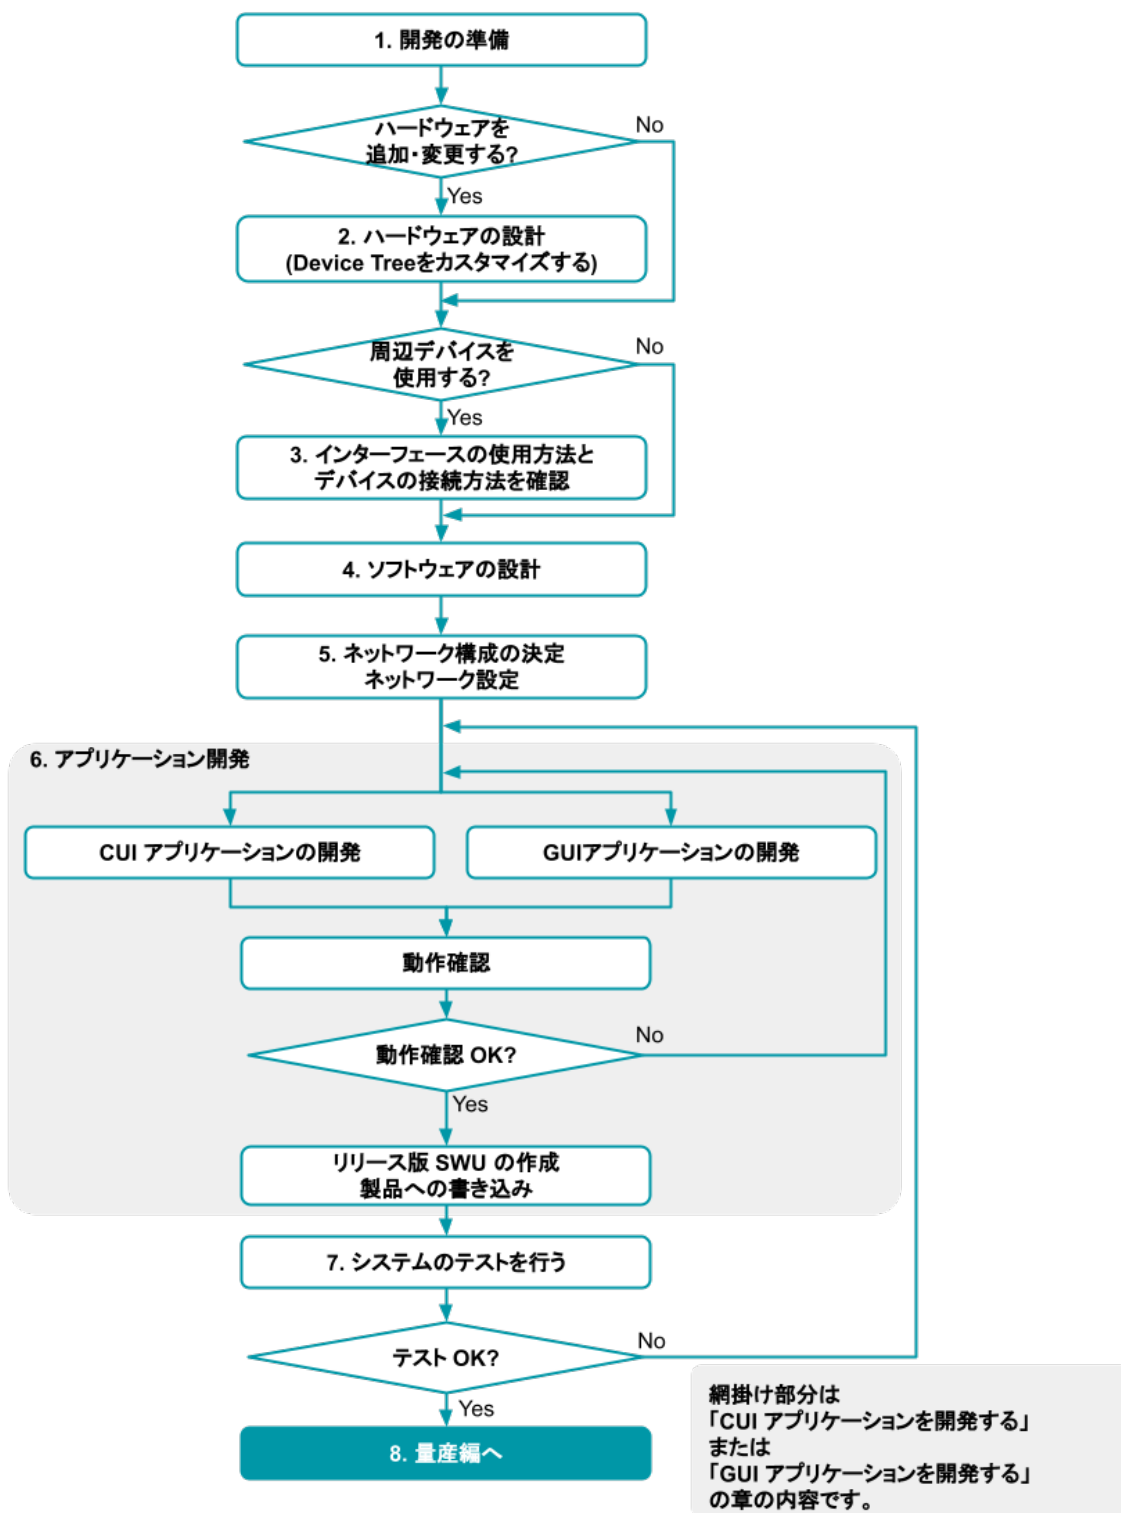 1. 開発の準備
ハードウェアを
追加・変更する?
No
Yes
2. ハードウェアの設計
(Device Treeをカスタマイズする)
周辺デバイスを
使用する?
No
Yes
3. インターフェースの使用方法と
デバイスの接続方法を確認
4. ソフトウェアの設計
5. ネットワーク構成の決定
ネットワーク設定
6. アプリケーション開発
CUI アプリケーションの開発
GUIアプリケーションの開発
動作確認
動作確認 OK?
No
Yes
リリース版 SWU の作成
製品への書き込み
7. システムのテストを行う
テスト OK?
No
Yes
8. 量産編へ
網掛け部分は
「CUI アプリケーションを開発する」
または
「GUI アプリケーションを開発する」
の章の内容です。